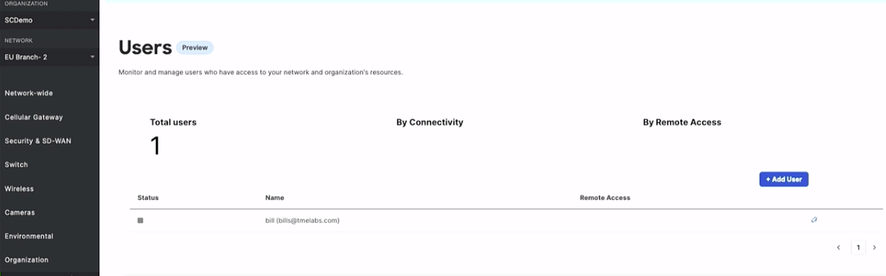 ORGANIZATION
SCDemo
NETWORK
EU Branch- 2
Network-wide
Cellular Gateway
Security & SD-WAN
Switch
Wireless
Cameras
Environmental
Organization
Users Preview
Monitor and manage users who have access to your network and organization's resources.
Total users By Connectivity By Remote Access
1
+ Add User
Status Name Remote Access
bill (bills@tmelabs.com)
< 1 >